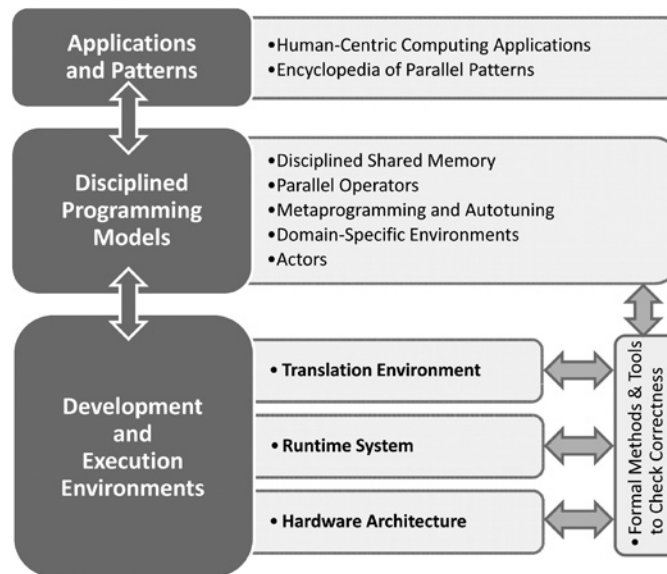 Applications
and Patterns
•Human-Centric Computing Applications
•Encyclopedia of Parallel Patterns
Disciplined
Programming
Models
•Disciplined Shared Memory
•Parallel Operators
•Metaprogramming and Autotuning
•Domain-Specific Environments
•Actors
Development
and
Execution
Environments
• Translation Environment
• Runtime System
• Hardware Architecture
• Formal Methods & Tools
to Check Correctness